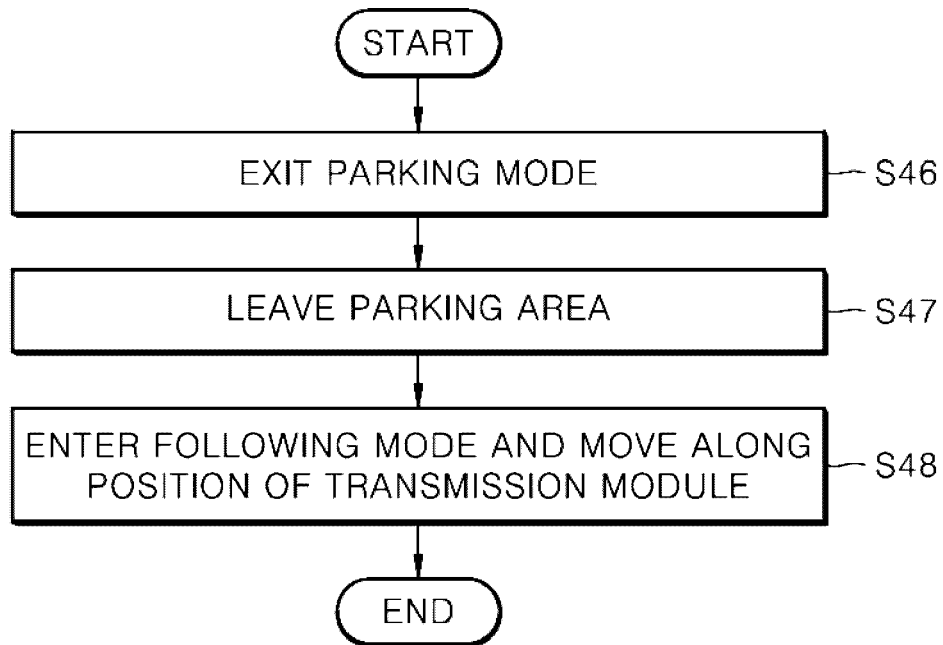 START
EXIT PARKING MODE
S46
LEAVE PARKING AREA
S47
ENTER FOLLOWING MODE AND MOVE ALONG
POSITION OF TRANSMISSION MODULE
S48
END